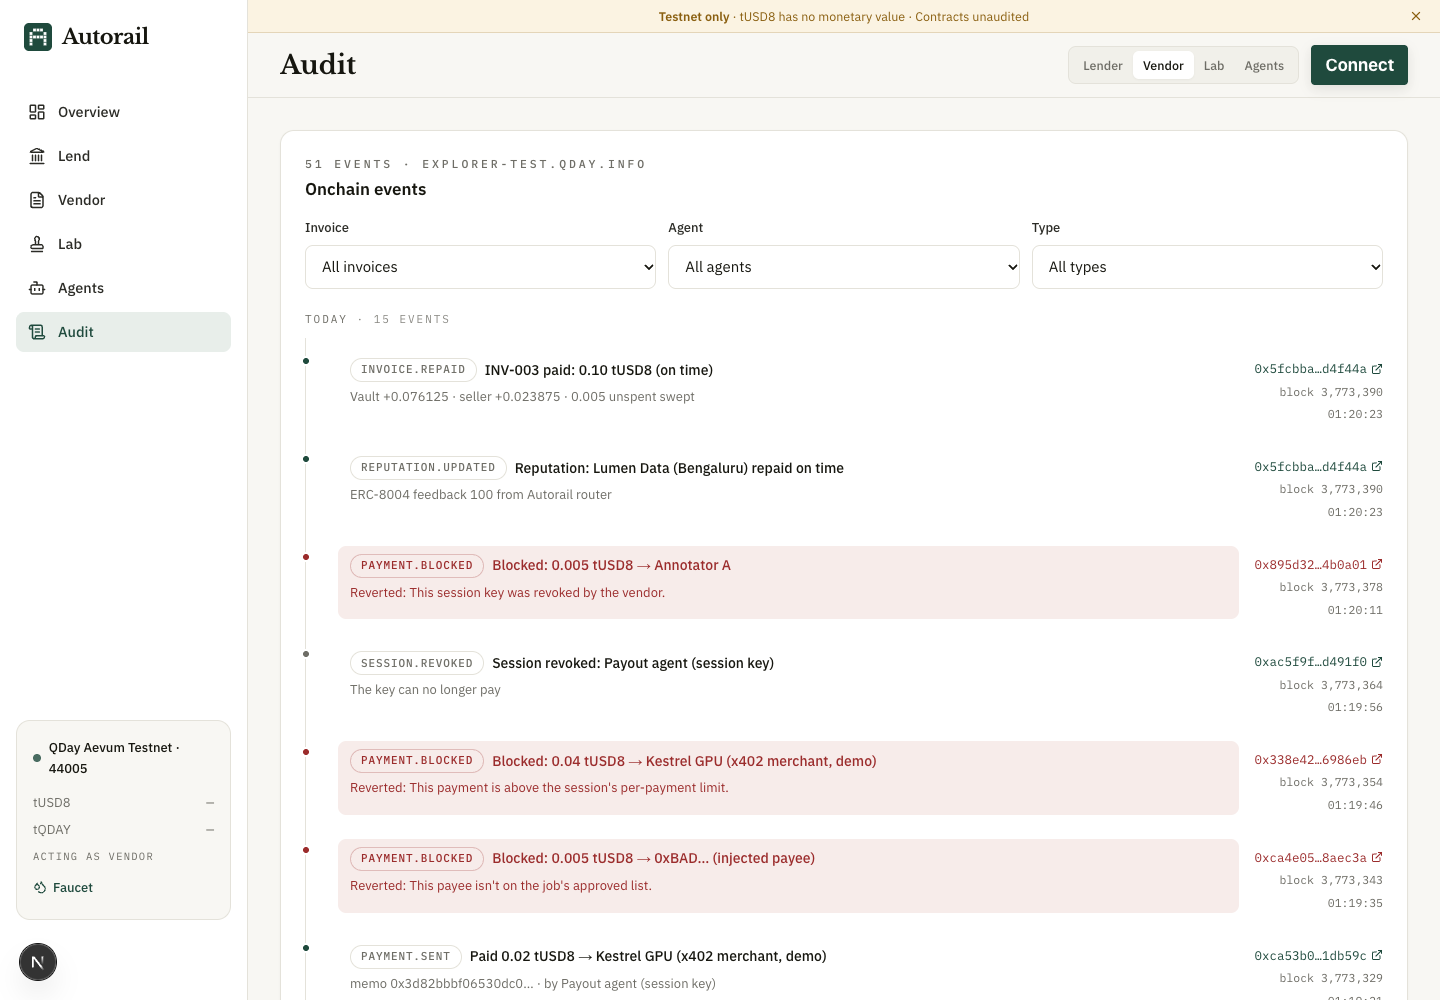 Autorail
Overview
Lend
Vendor
Lab
Agents
Audit
QDay Aevum Testnet ·
44005
tUSD8 –
tQDAY –
ACTING AS VENDOR
Faucet
N
Testnet only · tUSD8 has no monetary value · Contracts unaudited ×
Audit
Lender Vendor Lab Agents Connect
51 EVENTS · EXPLORER-TEST.QDAY.INFO
Onchain events
Invoice Agent Type
All invoices All agents All types
TODAY · 15 EVENTS
INVOICE.REPAID INV-003 paid: 0.10 tUSD8 (on time) 0x5fcbba…d4f44a
Vault +0.076125 · seller +0.023875 · 0.005 unspent swept block 3,773,390
01:20:23
REPUTATION.UPDATED Reputation: Lumen Data (Bengaluru) repaid on time 0x5fcbba…d4f44a
ERC-8004 feedback 100 from Autorail router block 3,773,390
01:20:23
PAYMENT.BLOCKED Blocked: 0.005 tUSD8 → Annotator A 0x895d32…4b0a01
Reverted: This session key was revoked by the vendor. block 3,773,378
01:20:11
SESSION.REVOKED Session revoked: Payout agent (session key) 0xac5f9f…d491f0
The key can no longer pay block 3,773,364
01:19:56
PAYMENT.BLOCKED Blocked: 0.04 tUSD8 → Kestrel GPU (x402 merchant, demo) 0x338e42…6986eb
Reverted: This payment is above the session's per-payment limit. block 3,773,354
01:19:46
PAYMENT.BLOCKED Blocked: 0.005 tUSD8 → 0xBAD... (injected payee) 0xca4e05…8aec3a
Reverted: This payee isn't on the job's approved list. block 3,773,343
01:19:35
PAYMENT.SENT Paid 0.02 tUSD8 → Kestrel GPU (x402 merchant, demo) 0xca53b0…1db59c
memo 0x3d82bbbf06530dc0… · by Payout agent (session key) block 3,773,329